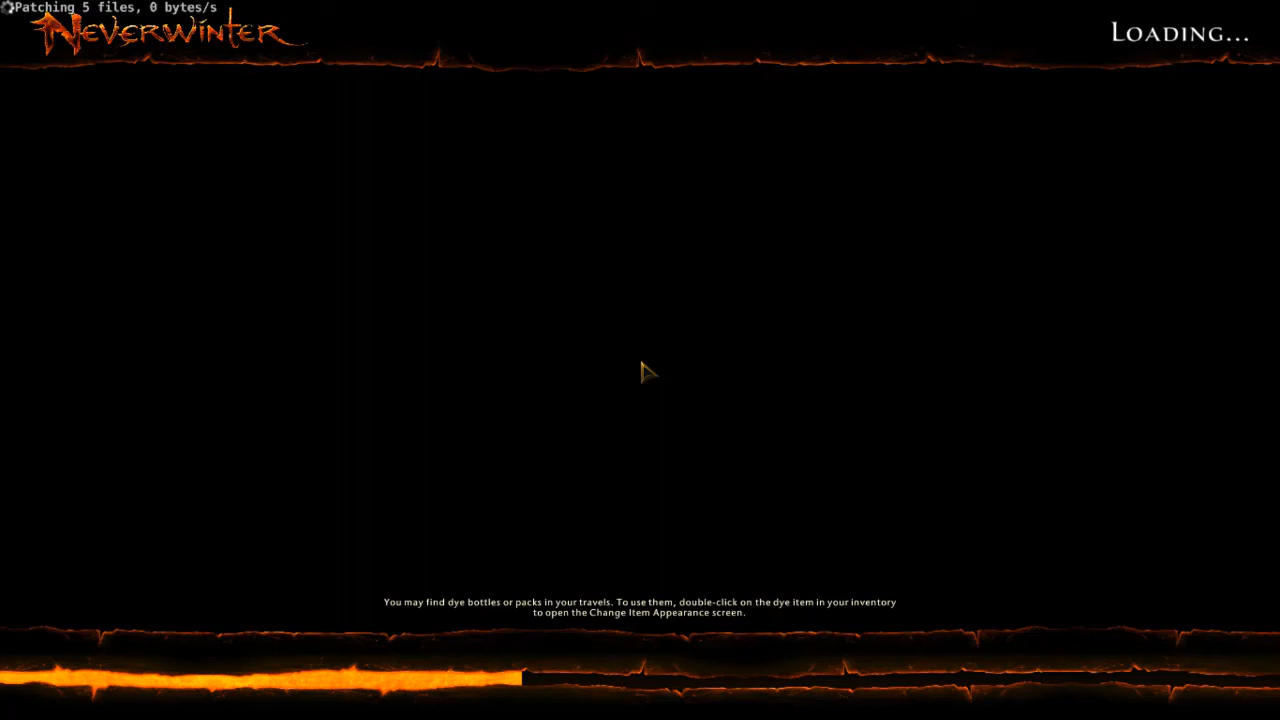 Patching 5 files, 0 bytes/s
NEVERWINTER
LOADING...
You may find dye bottles or packs in your travels. To use them, double-click on the dye item in your inventory
to open the Change Item Appearance screen.